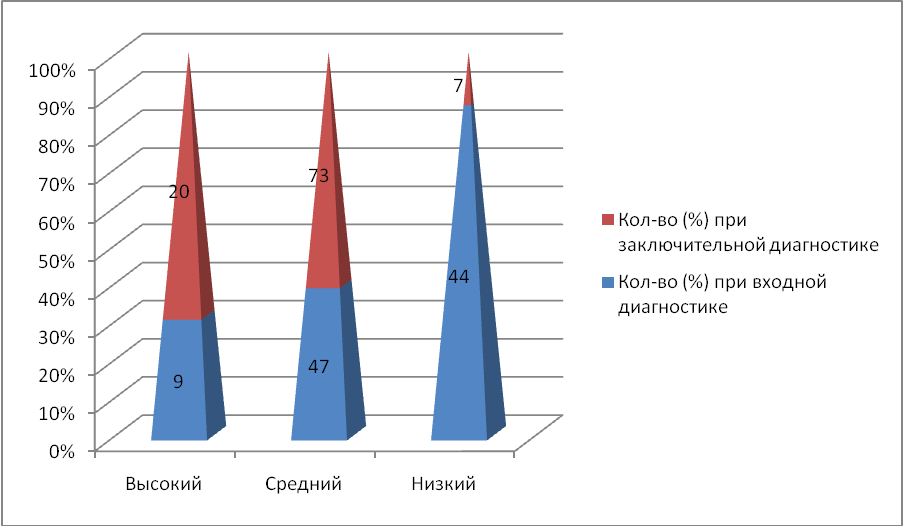 100%
90%
80%
70%
60%
50%
40%
30%
20%
10%
0%
20
73
7
9
47
44
Высокий
Средний
Низкий
Кол-во (%) при
заключительной диагностике
Кол-во (%) при входной
диагностике